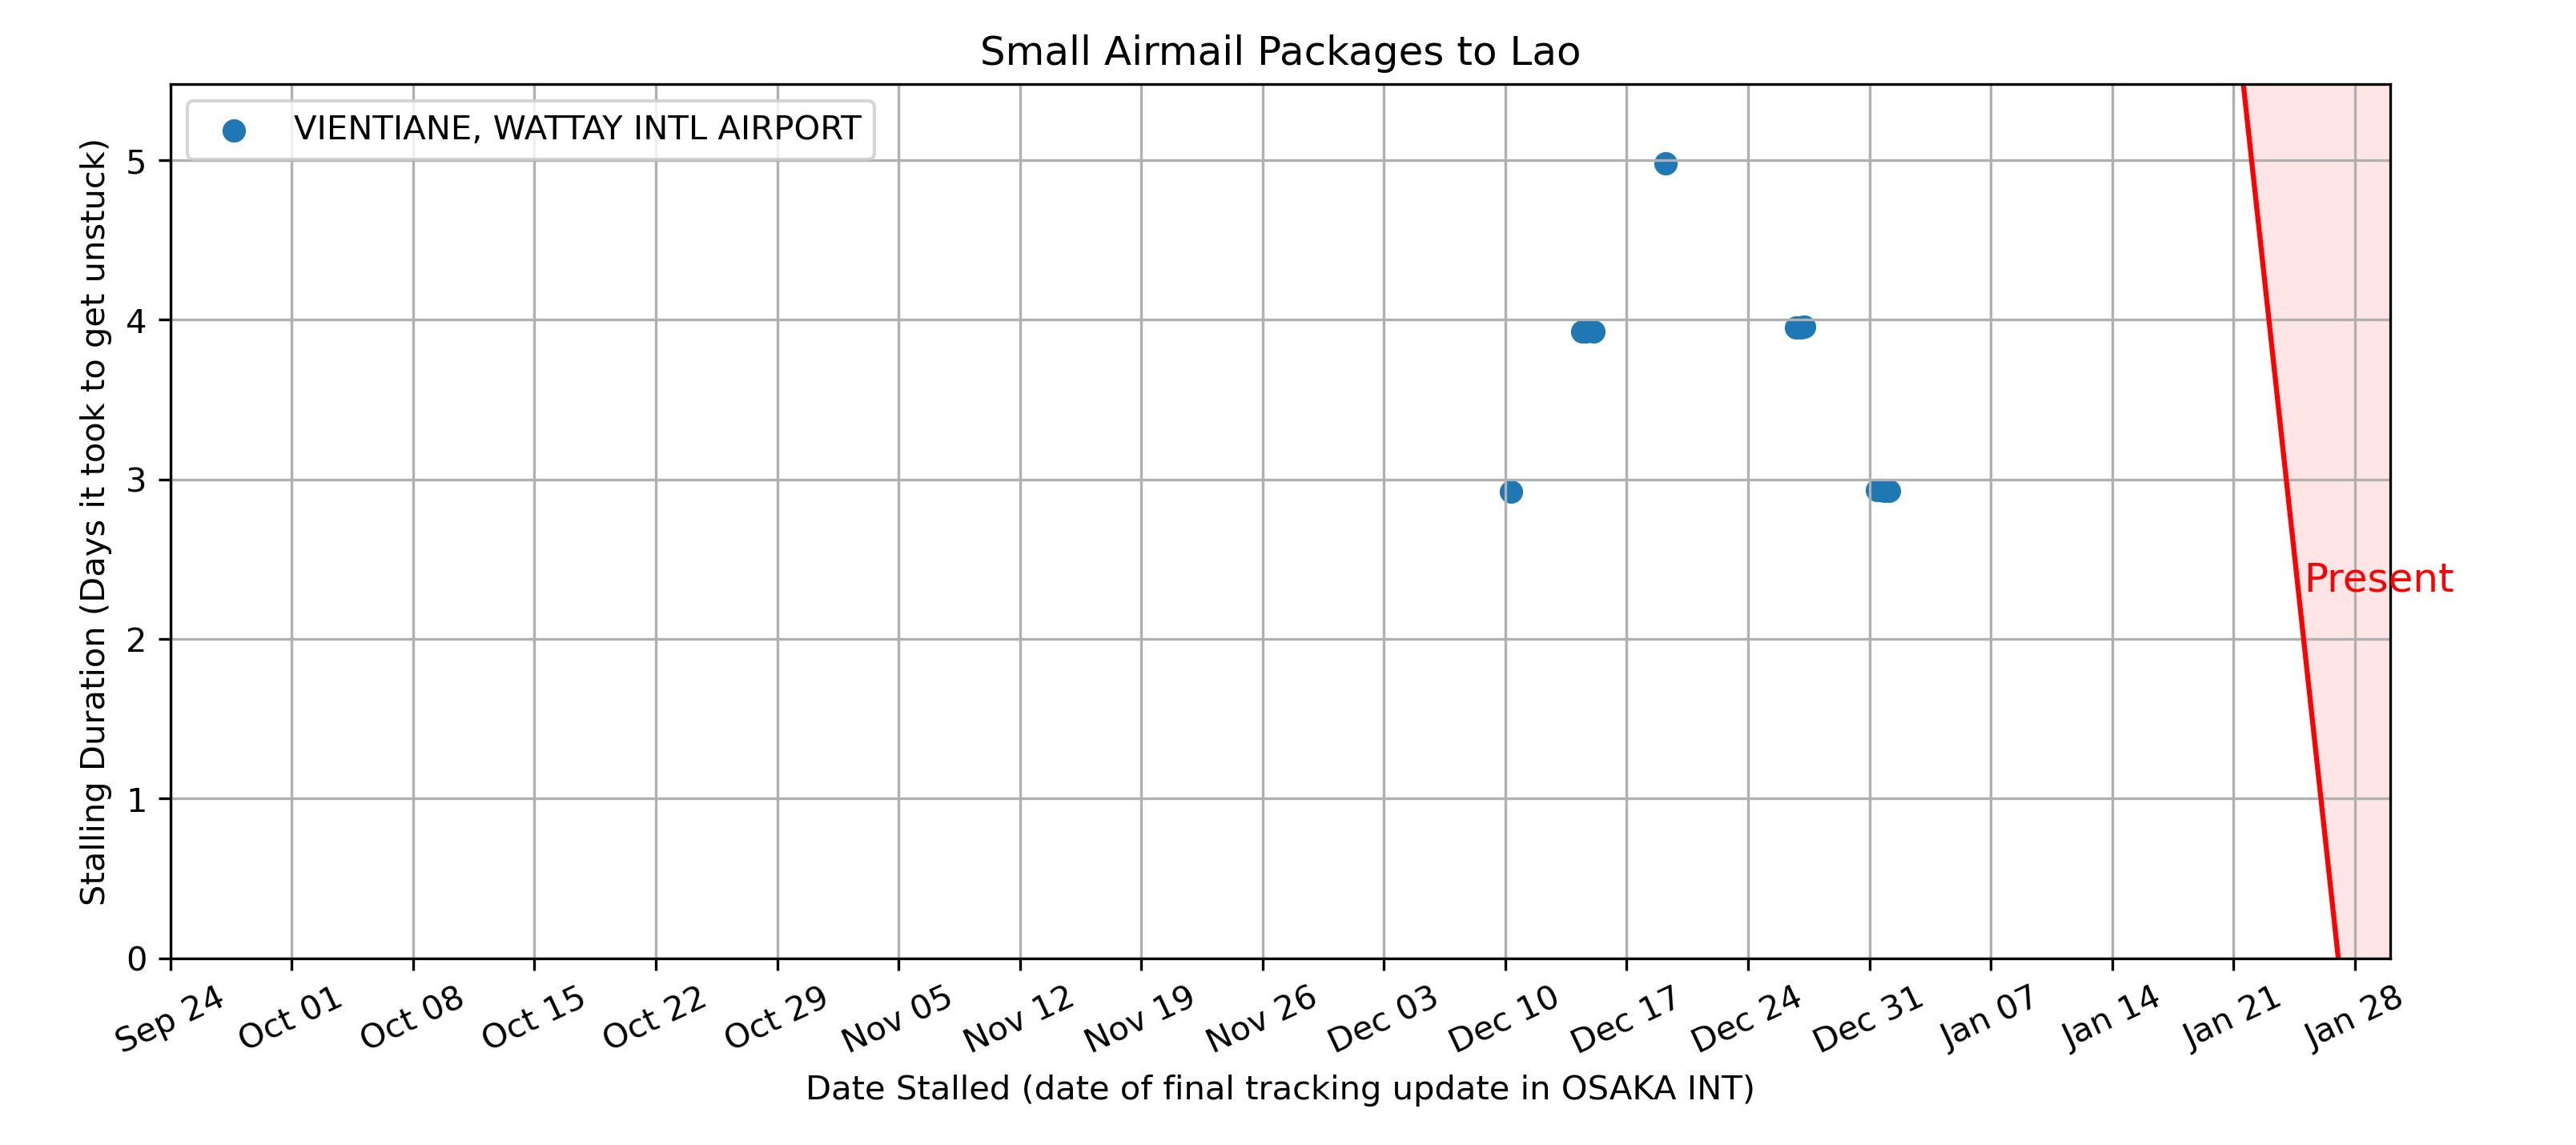 Small Airmail Packages to Lao
VIENTIANE, WATTAY INTL AIRPORT
Stalling Duration (Days it took to get unstuck)
5
4
3
2
1
0
Present
Sep 24
Oct 01
Oct 08
Oct 15
Oct 22
Oct 29
Nov 05
Nov 12
Nov 19
Nov 26
Dec 03
Dec 10
Dec 17
Dec 24
Dec 31
Jan 07
Jan 14
Jan 21
Jan 28
Date Stalled (date of final tracking update in OSAKA INT)